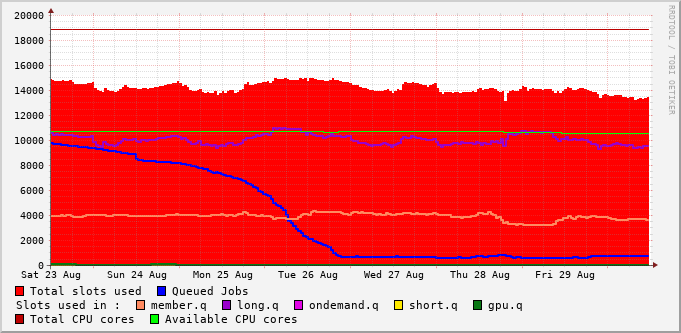 20000
18000
16000
14000
12000
10000
8000
6000
4000
2000
0
Sat 23 Aug Sun 24 Aug Mon 25 Aug Tue 26 Aug Wed 27 Aug Thu 28 Aug Fri 29 Aug
Total slots used Queued Jobs
Slots used in : member.q long.q ondemand.q short.q gpu.q
Total CPU cores Available CPU cores
RRDTOOL / TOBI OETIKER